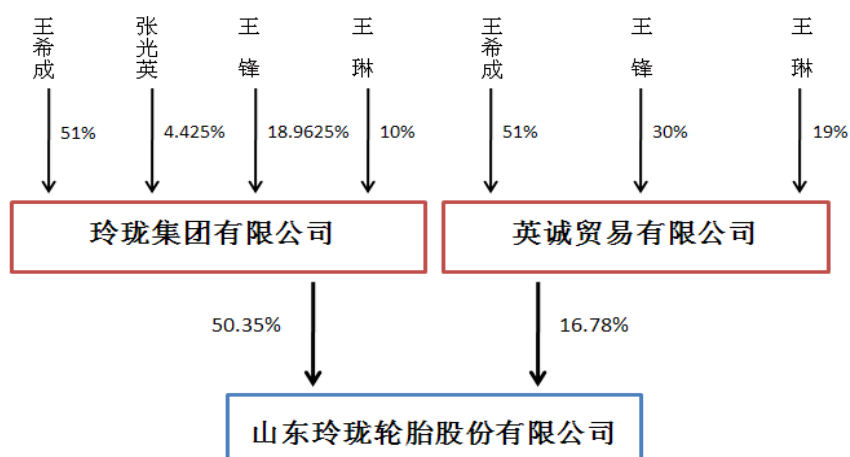 王希成
张光英
王锋
王琳
王希成
王锋
王琳
51%
4.425%
18.9625%
10%
51%
30%
19%
玲珑集团有限公司
英诚贸易有限公司
50.35%
16.78%
山东玲珑轮胎股份有限公司